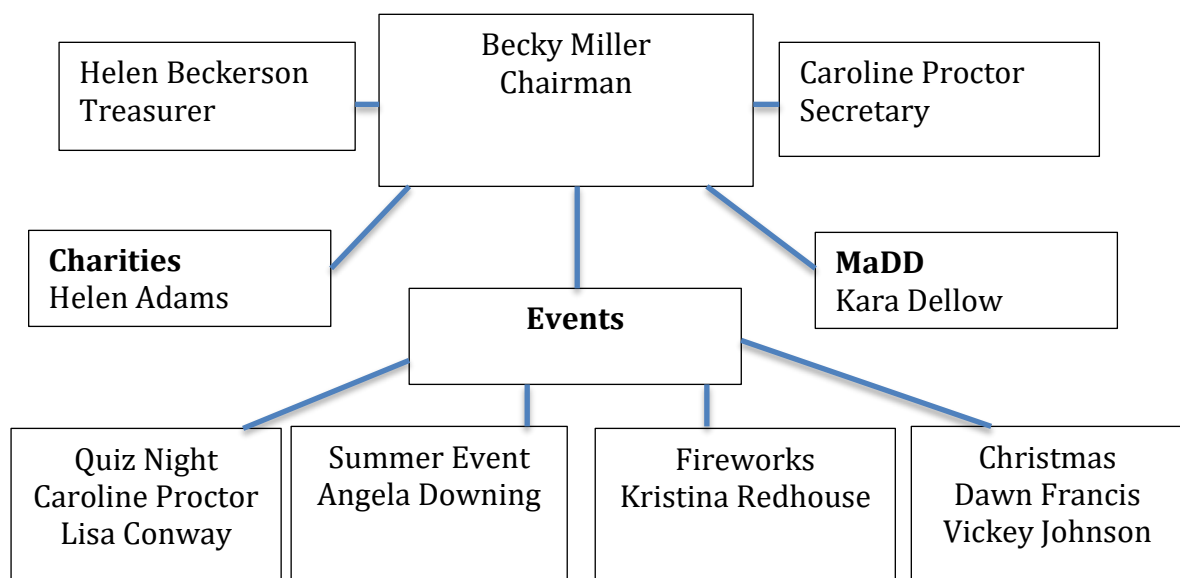 Becky Miller
Chairman
Helen Beckerson
Treasurer
Caroline Proctor
Secretary
Charities
Helen Adams
MaDD
Kara Dellow
Events
Quiz Night
Caroline Proctor
Lisa Conway
Summer Event
Angela Downing
Fireworks
Kristina Redhouse
Christmas
Dawn Francis
Vickey Johnson